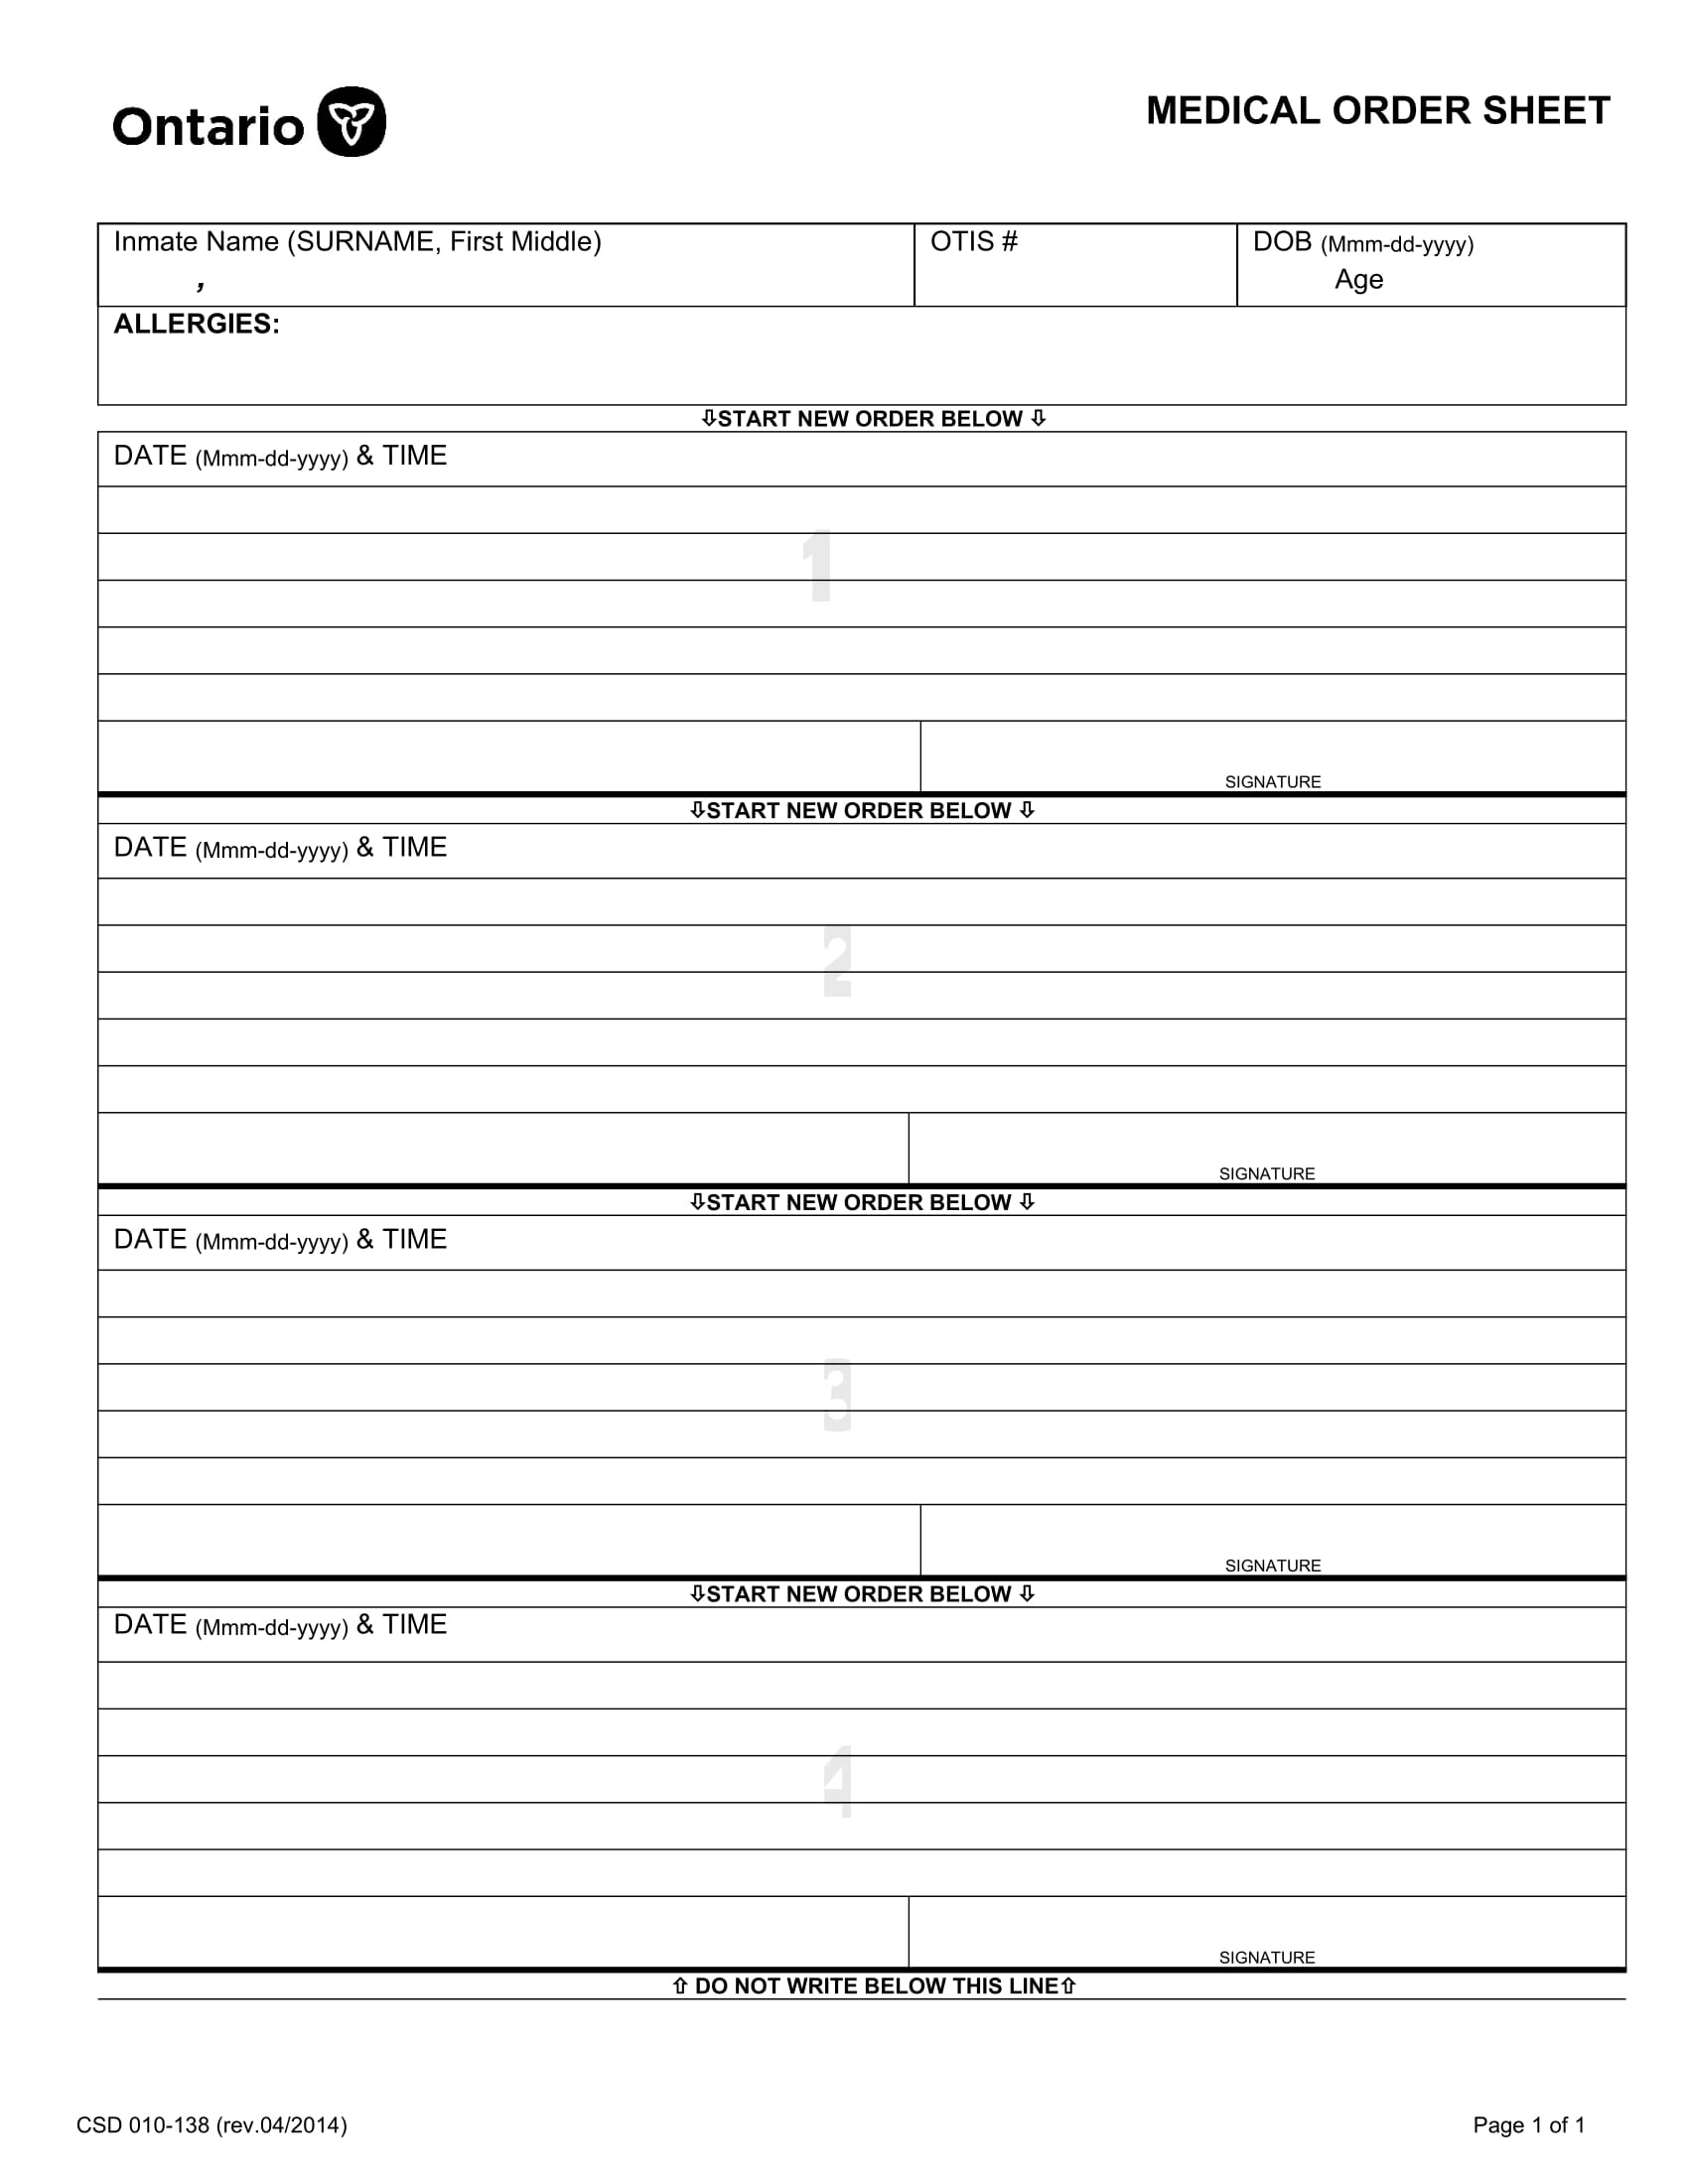 Ontario
MEDICAL ORDER SHEET
Inmate Name (SURNAME, First Middle)
,
OTIS #
DOB (Mmm-dd-yyyy)
Age
ALLERGIES:
⇩START NEW ORDER BELOW ⇩
DATE (Mmm-dd-yyyy) & TIME
1
SIGNATURE
⇩START NEW ORDER BELOW ⇩
DATE (Mmm-dd-yyyy) & TIME
2
SIGNATURE
⇩START NEW ORDER BELOW ⇩
DATE (Mmm-dd-yyyy) & TIME
3
SIGNATURE
⇩START NEW ORDER BELOW ⇩
DATE (Mmm-dd-yyyy) & TIME
4
SIGNATURE
⇧ DO NOT WRITE BELOW THIS LINE⇧
CSD 010-138 (rev.04/2014)
Page 1 of 1